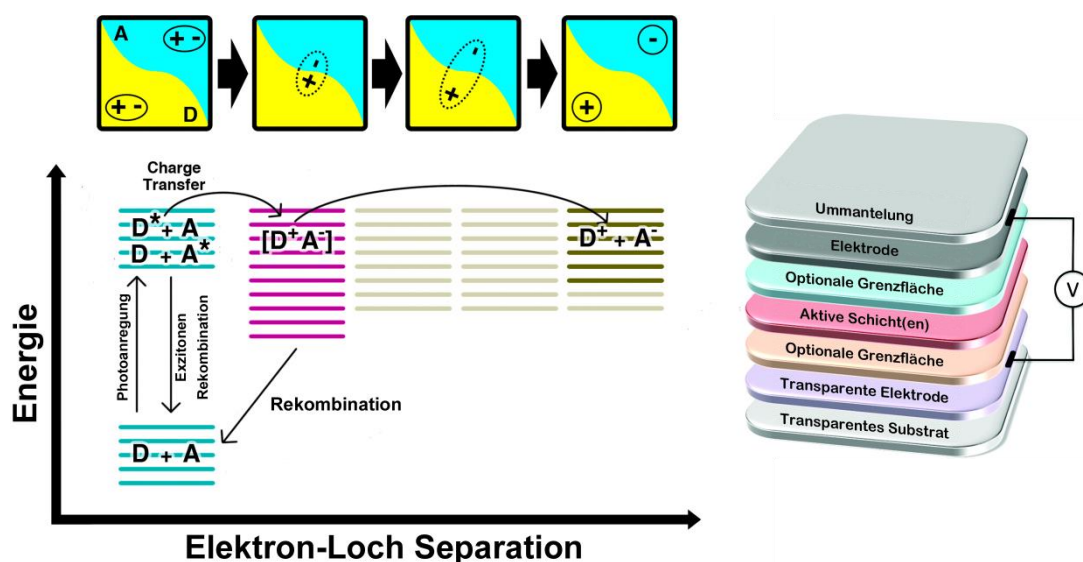 A
+ -
+ -
D
-
+
-
+
-
+
Charge
Transfer
D* + A
D + A*
[D+ A-]
D+ + A-
Photoanregung
Exzitonen
Rekombination
Rekombination
D + A
Energie
Elektron-Loch Separation
Ummantelung
Elektrode
Optionale Grenzfläche
Aktive Schicht(en)
Optionale Grenzfläche
Transparente Elektrode
Transparentes Substrat
V